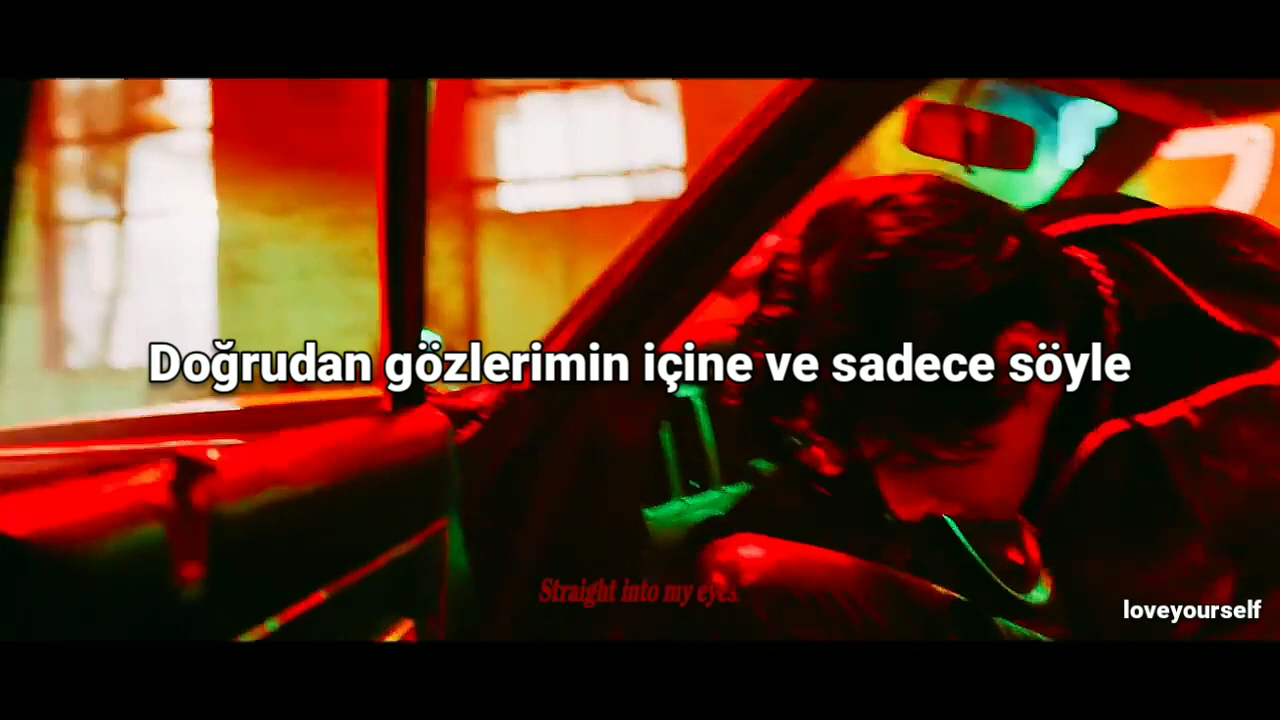 Doğrudan gözlerimin içine ve sadece söyle
Straight into my eyes
loveyourself